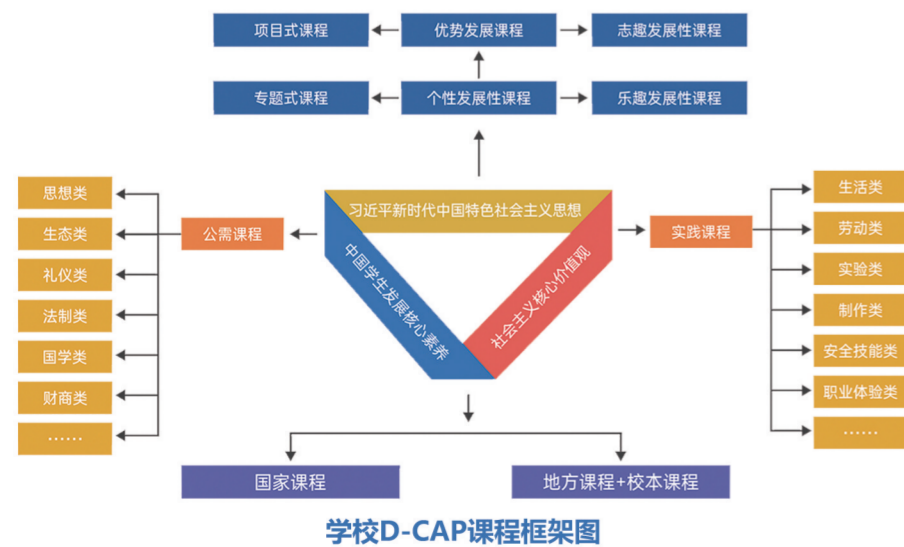 项目式课程
优势发展课程
志趣发展性课程
专题式课程
个性发展性课程
乐趣发展性课程
思想类
生态类
礼仪类
法制类
国学类
财商类
……
公需课程
习近平新时代中国特色社会主义思想
中国学生发展核心素养
社会主义核心价值观
实践课程
生活类
劳动类
实验类
制作类
安全技能类
职业体验类
……
国家课程
地方课程+校本课程
学校D-CAP课程框架图